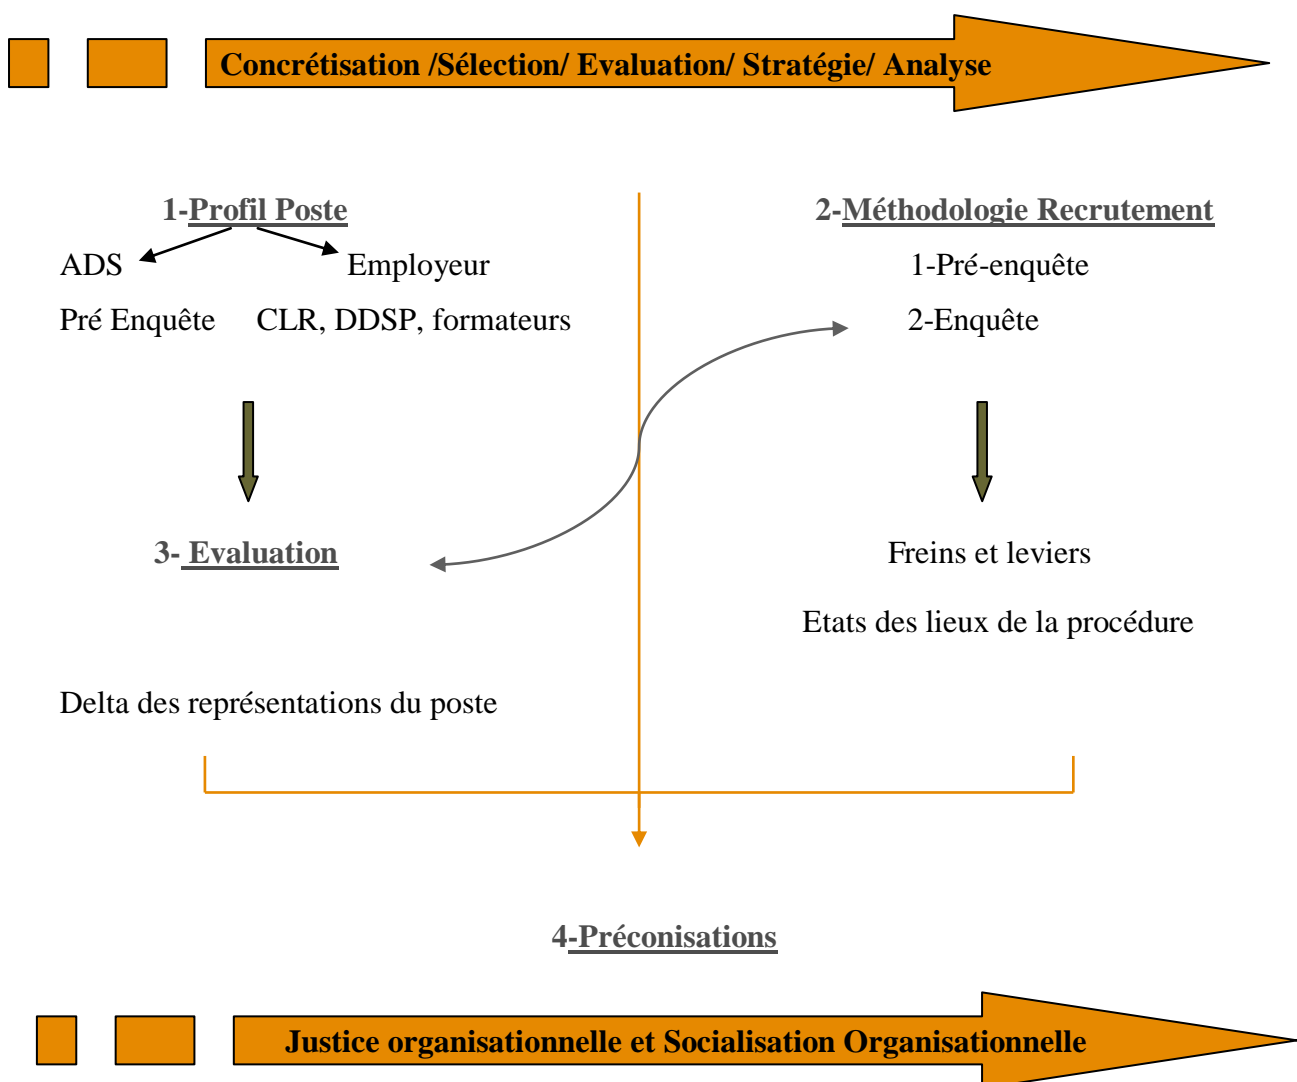 Concrétisation /Sélection/ Evaluation/ Stratégie/ Analyse
1-Profil Poste
ADS Employeur
Pré Enquête CLR, DDSP, formateurs
2-Méthodologie Recrutement
1-Pré-enquête
2-Enquête
3- Evaluation
Freins et leviers
Etats des lieux de la procédure
Delta des représentations du poste
4-Préconisations
Justice organisationnelle et Socialisation Organisationnelle